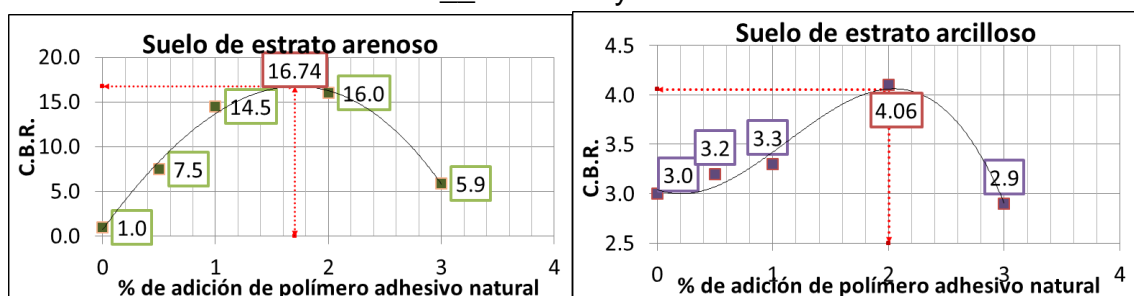 Suelo de estrato arenoso
C.B.R.
20.0
15.0
10.0
5.0
0.0
16.74
14.5
16.0
7.5
5.9
1.0
0 1 2 3 4
% de adición de polímero adhesivo natural
Suelo de estrato arcilloso
C.B.R.
4.5
4.0
3.5
3.0
2.5
4.06
3.3
3.2
3.0
2.9
0 1 2 3 4
% de adición de polímero adhesivo natural